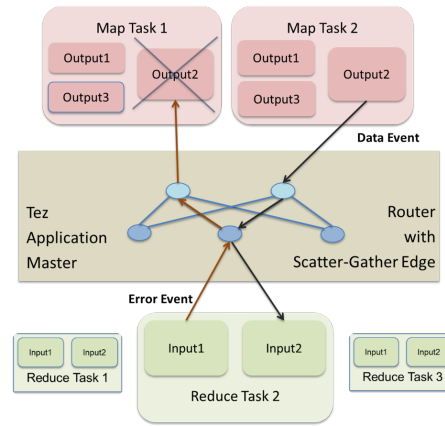 Map Task 1
Output1
Output2
Output3
Map Task 2
Output1
Output2
Output3
Data Event
Tez
Application
Master
Router
with
Scatter-Gather Edge
Error Event
Input1
Input2
Reduce Task 1
Input1
Input2
Reduce Task 2
Input1
Input2
Reduce Task 3